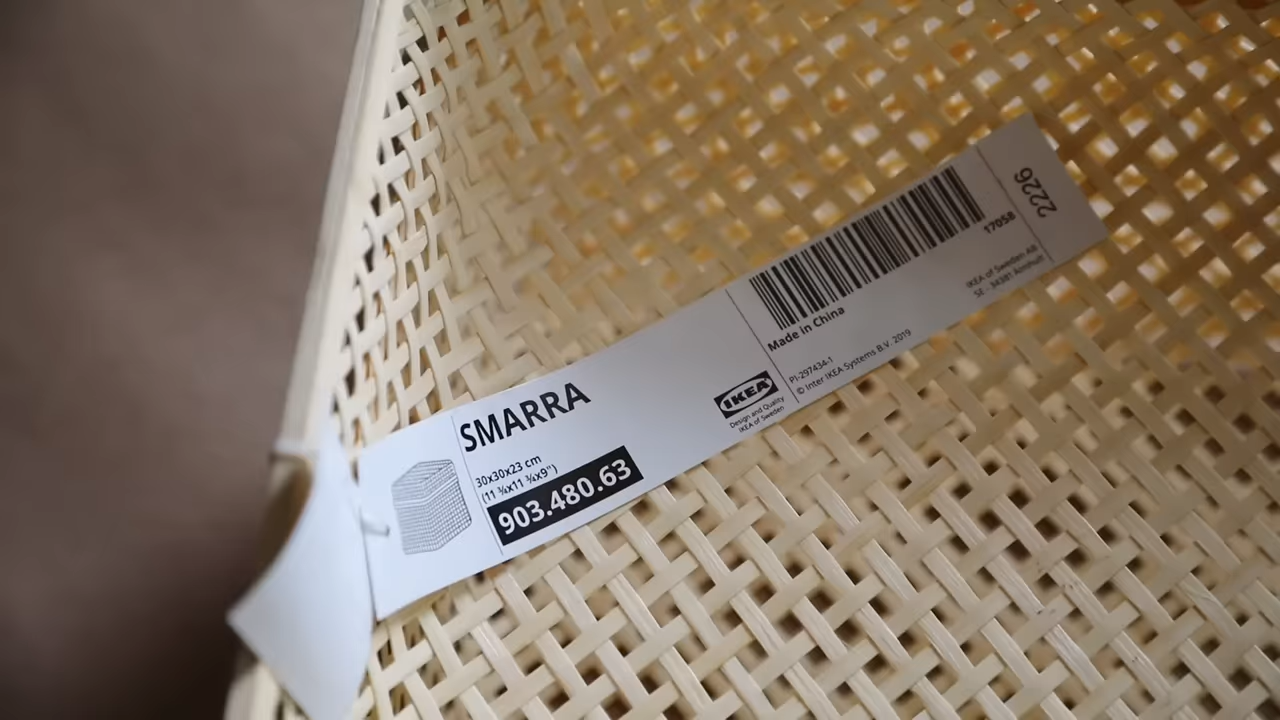 SMARRA
30x30x23 cm
(11 ¾x11 ¾x9")
903.480.63
IKEA
Design and Quality
IKEA of Sweden
Made in China
17058
PI-297434-1
© Inter IKEA Systems B.V. 2019
IKEA of Sweden AB
SE - 34381 Älmhult
2226